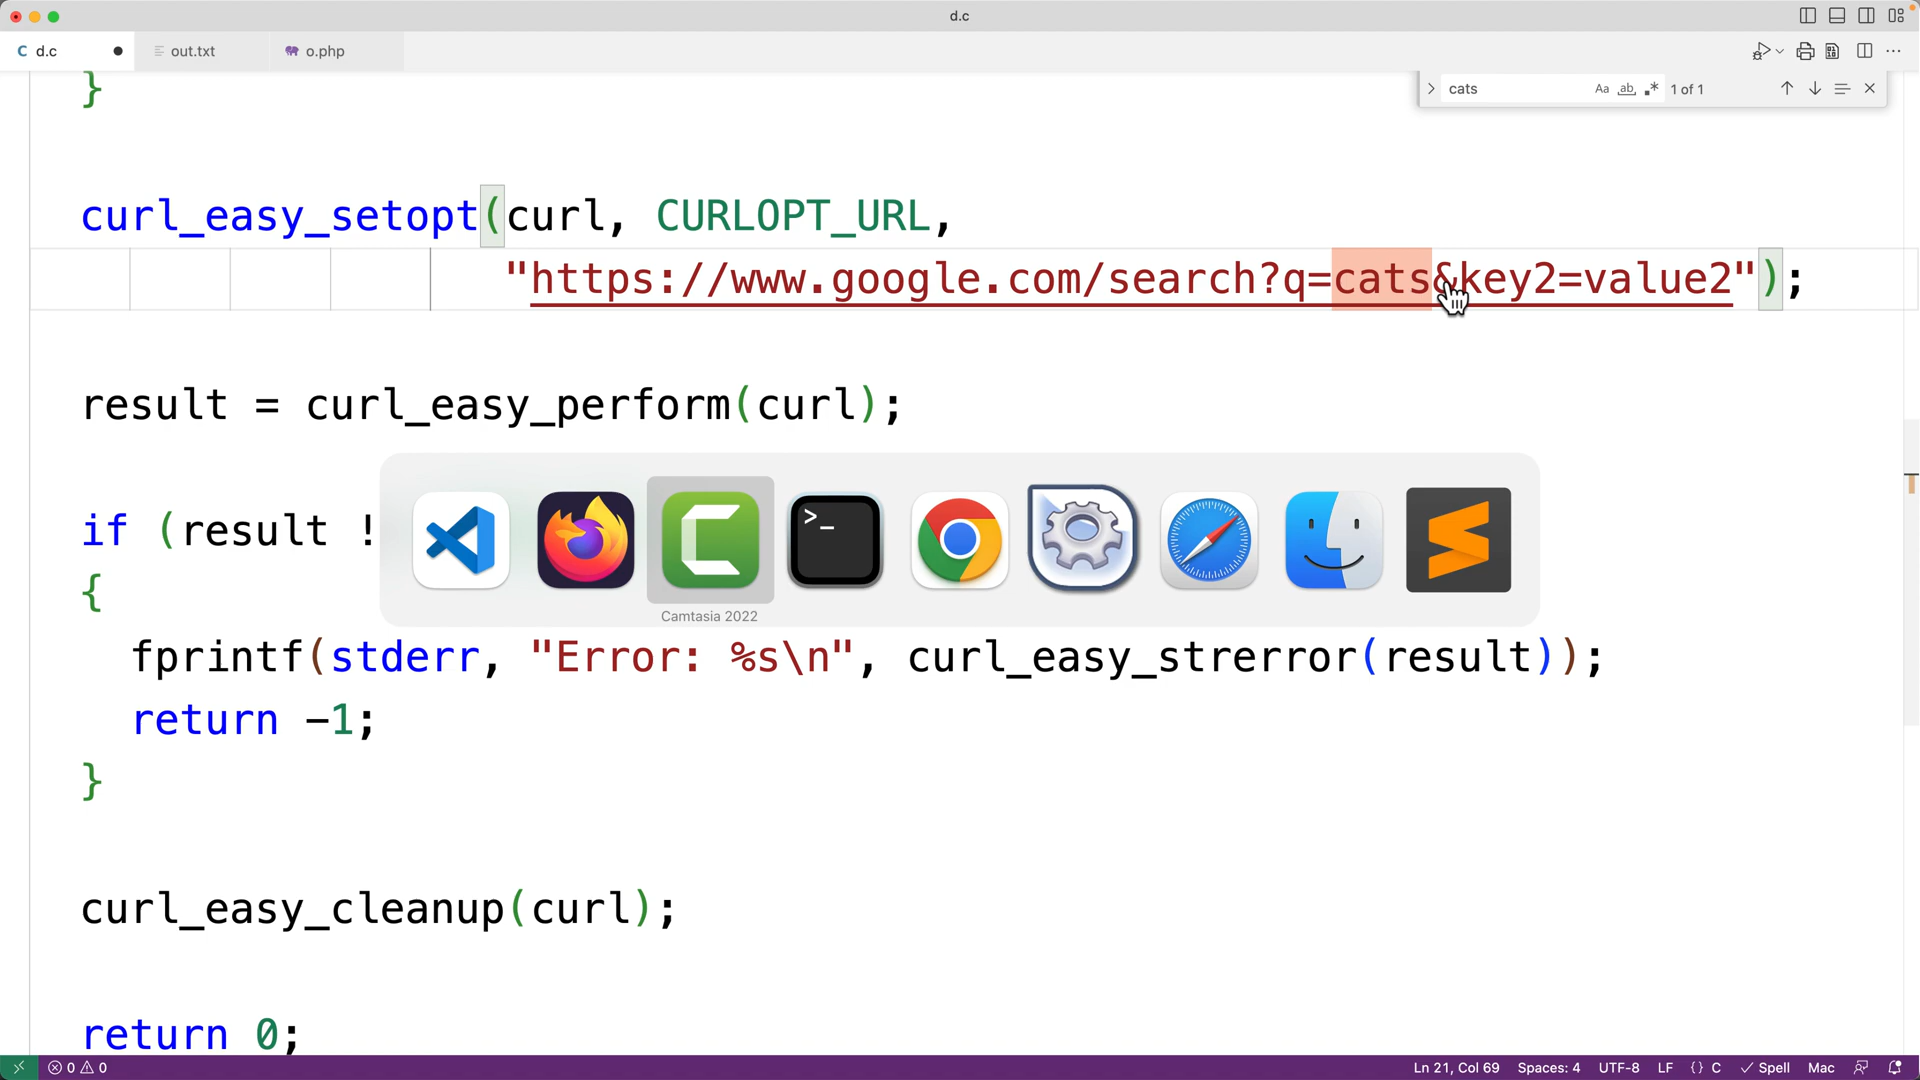 d.c
C d.c
out.txt
o.php
}
cats
Aa
ab
1 of 1
curl_easy_setopt(curl, CURLOPT_URL,
"https://www.google.com/search?q=cats&key2=value2");
result = curl_easy_perform(curl);
if (result !
{
>_
Camtasia 2022
fprintf(stderr, "Error: %s\n", curl_easy_strerror(result));
return -1;
}
curl_easy_cleanup(curl);
return 0;
0 0
Ln 21, Col 69
Spaces: 4
UTF-8
LF
{} C
Spell
Mac